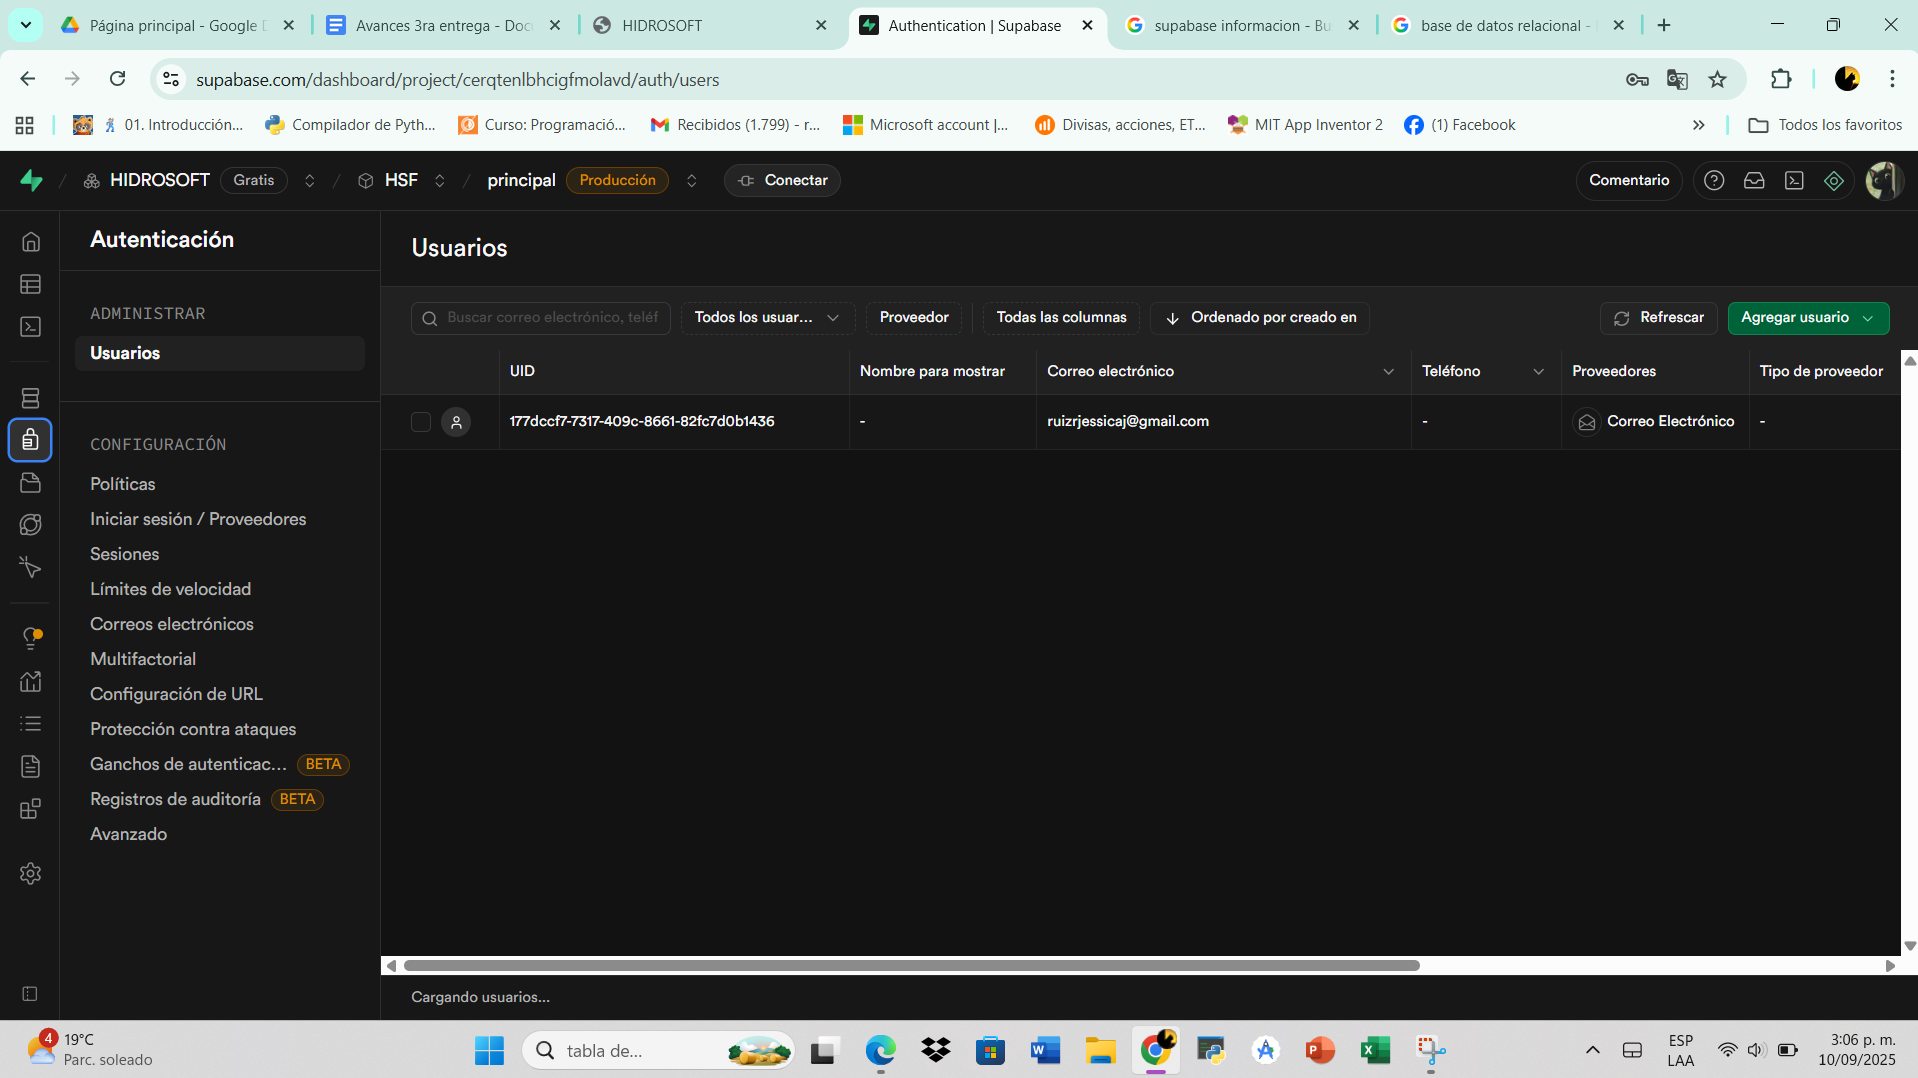 Página principal - Google D
Avances 3ra entrega - Doc
HIDROSOFT
Authentication | Supabase
supabase informacion - Bu
base de datos relacional -
supabase.com/dashboard/project/cerqtenlbhcigfmolavd/auth/users
01. Introducción...
Compilador de Pyth...
Curso: Programació...
Recibidos (1.799) - r...
Microsoft account |...
Divisas, acciones, ET...
MIT App Inventor 2
(1) Facebook
Todos los favoritos
HIDROSOFT
Gratis
HSF
principal
Producción
Conectar
Comentario
Autenticación
ADMINISTRAR
Usuarios
CONFIGURACIÓN
Políticas
Iniciar sesión / Proveedores
Sesiones
Límites de velocidad
Correos electrónicos
Multifactorial
Configuración de URL
Protección contra ataques
Ganchos de autenticac... BETA
Registros de auditoría BETA
Avanzado
Usuarios
Buscar correo electrónico, teléf
Todos los usuar...
Proveedor
Todas las columnas
Ordenado por creado en
Refrescar
Agregar usuario
UID
Nombre para mostrar
Correo electrónico
Teléfono
Proveedores
Tipo de proveedor
177dccf7-7317-409c-8661-82fc7d0b1436
-
ruizrjessicaj@gmail.com
-
Correo Electrónico
-
Cargando usuarios...
4
19°C
Parc. soleado
tabla de...
ESP
LAA
3:06 p. m.
10/09/2025